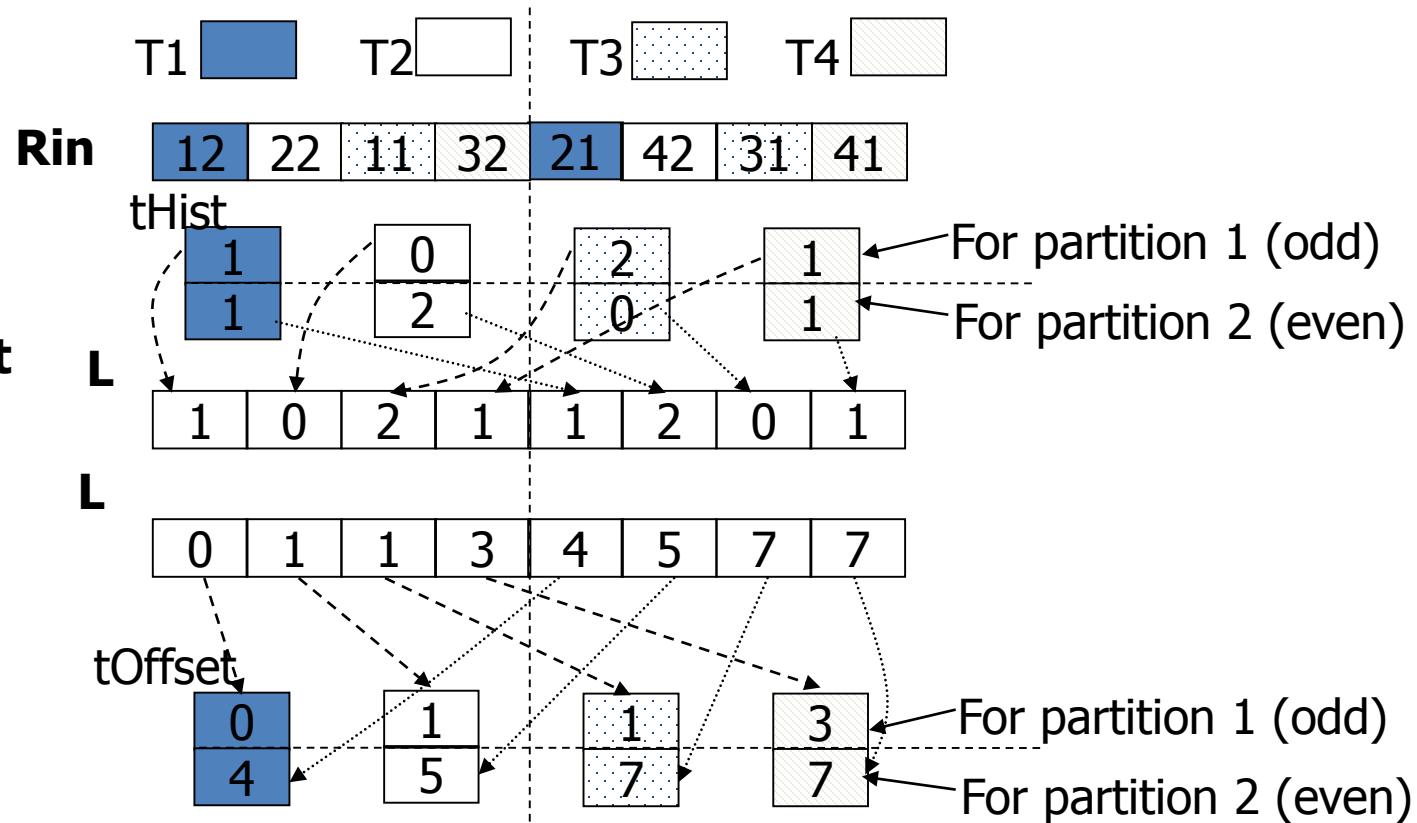 T1 T2 T3 T4
Rin 12 22 11 32 21 42 31 41
tHist
1 0 2 1 For partition 1 (odd)
1 2 0 1 For partition 2 (even)
t L
1 0 2 1 1 2 0 1
L
0 1 1 3 4 5 7 7
tOffset
0 1 1 3 For partition 1 (odd)
4 5 7 7 For partition 2 (even)